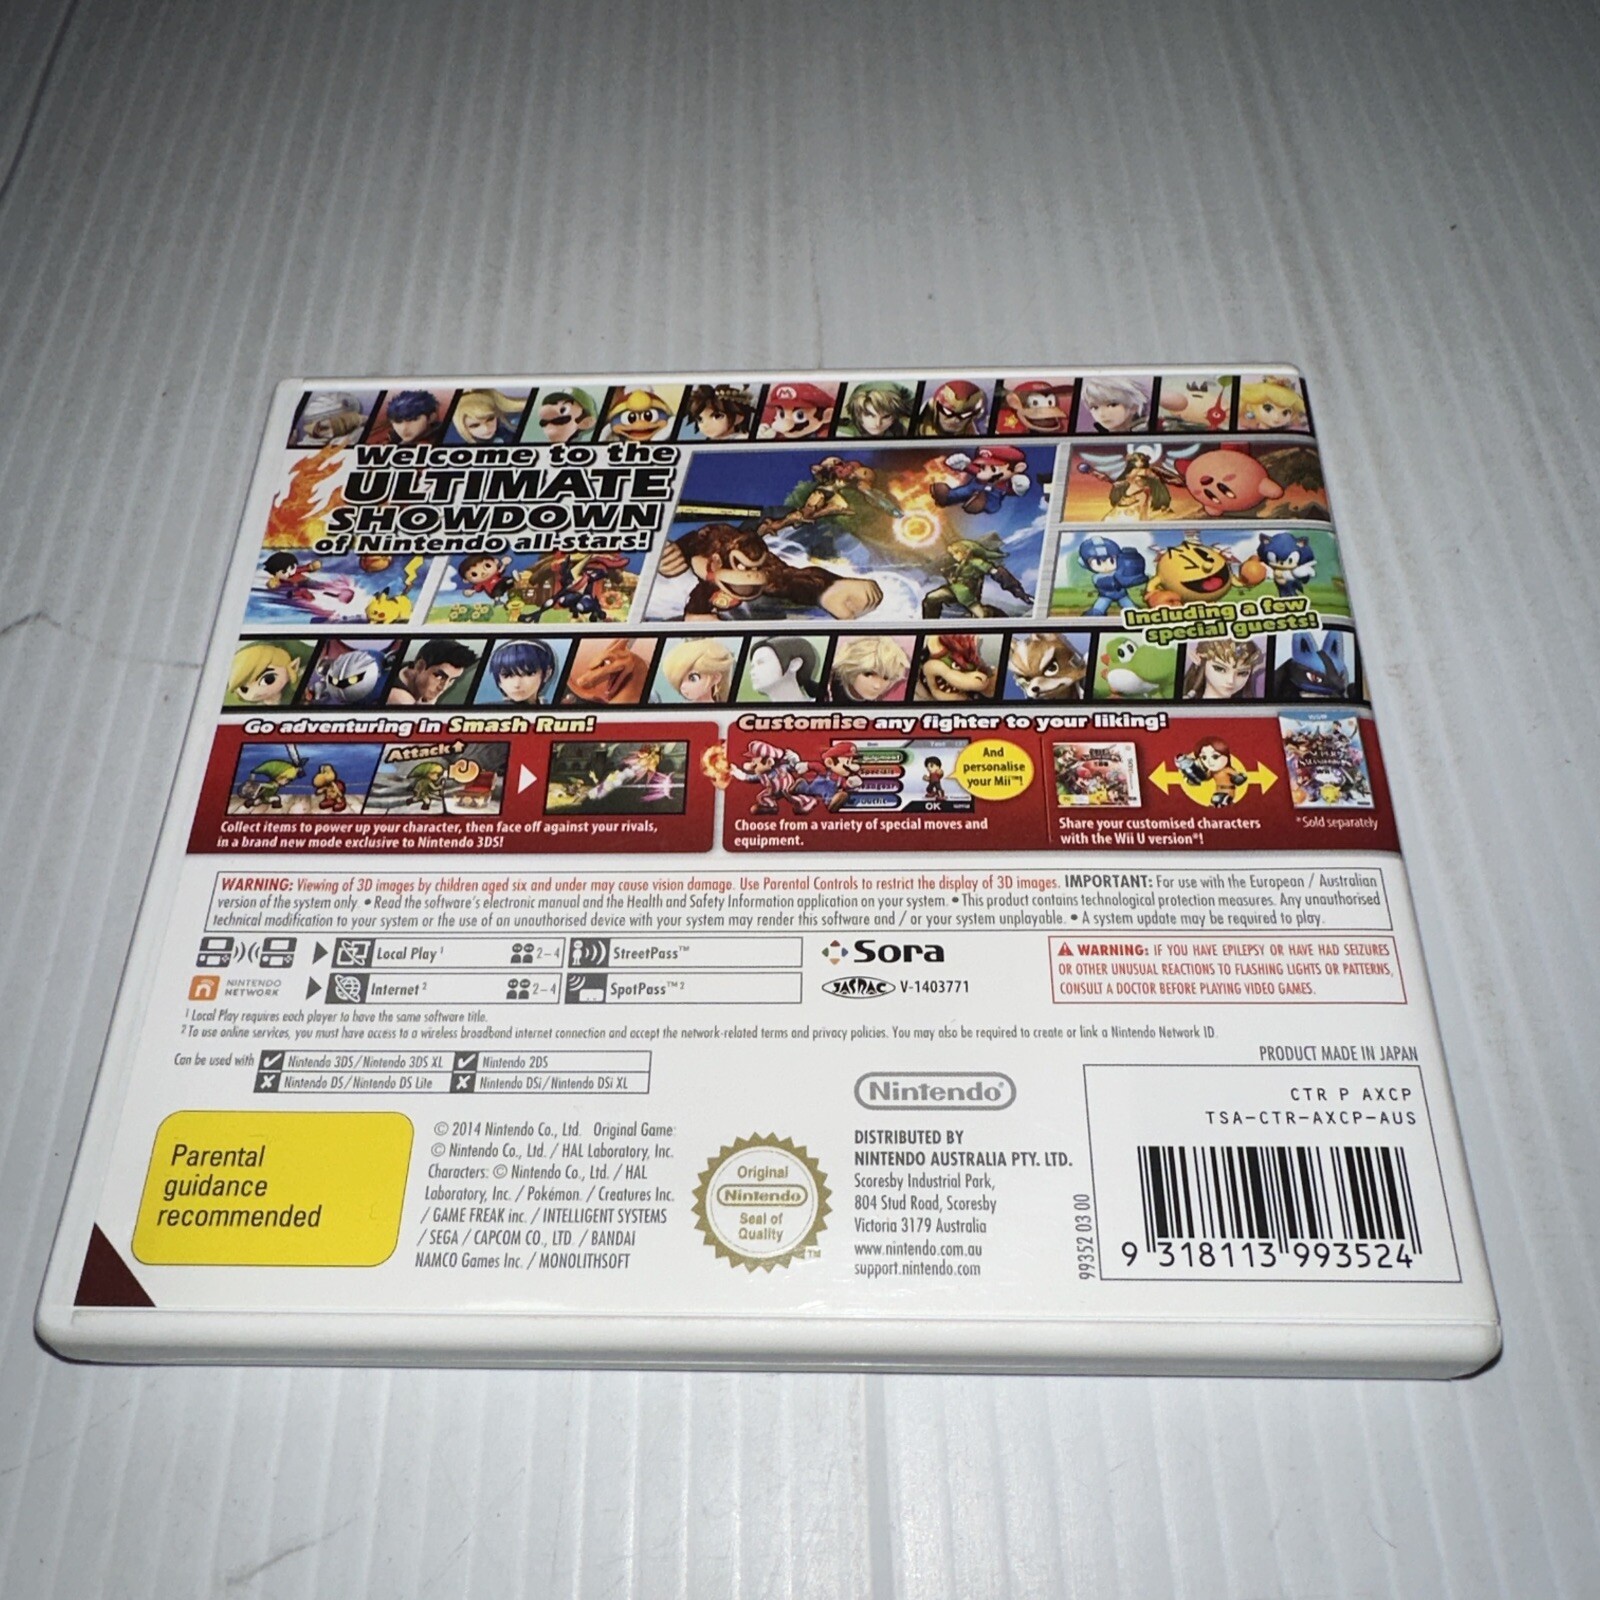 Welcome to the
ULTIMATE
SHOWDOWN
of Nintendo all-stars!
Including a few
special guests!
Go adventuring in Smash Run!
Attack
Collect items to power up your character, then face off against your rivals,
in a brand new mode exclusive to Nintendo 3DS!
Customise any fighter to your liking!
OK
And
personalise
your Mii™!
Choose from a variety of special moves and
equipment.
Share your customised characters
with the Wii U version*!
*Sold separately
WARNING: Viewing of 3D images by children aged six and under may cause vision damage. Use Parental Controls to restrict the display of 3D images. IMPORTANT: For use with the European / Australian
version of the system only. • Read the software's electronic manual and the Health and Safety Information application on your system. • This product contains technological protection measures. Any unauthorised
technical modification to your system or the use of an unauthorised device with your system may render this software and / or your system unplayable. • A system update may be required to play.
Local Play¹ 2–4 StreetPass™
NINTENDO
NETWORK
Internet² 2–4 SpotPass™²
Sora
JASRAC V-1403771
WARNING: IF YOU HAVE EPILEPSY OR HAVE HAD SEIZURES
OR OTHER UNUSUAL REACTIONS TO FLASHING LIGHTS OR PATTERNS,
CONSULT A DOCTOR BEFORE PLAYING VIDEO GAMES.
¹ Local Play requires each player to have the same software title.
² To use online services, you must have access to a wireless broadband internet connection and accept the network-related terms and privacy policies. You may also be required to create or link a Nintendo Network ID.
Can be used with Nintendo 3DS/Nintendo 3DS XL Nintendo 2DS
Nintendo DS/Nintendo DS Lite Nintendo DSi/Nintendo DSi XL
Parental
guidance
recommended
© 2014 Nintendo Co., Ltd. Original Game:
© Nintendo Co., Ltd. / HAL Laboratory, Inc.
Characters: © Nintendo Co., Ltd. / HAL
Laboratory, Inc. / Pokémon. / Creatures Inc.
/ GAME FREAK inc. / INTELLIGENT SYSTEMS
/ SEGA / CAPCOM CO., LTD. / BANDAI
NAMCO Games Inc. / MONOLITHSOFT
Original
Nintendo
Seal of
Quality
TM
Nintendo®
DISTRIBUTED BY
NINTENDO AUSTRALIA PTY. LTD.
Scoresby Industrial Park,
804 Stud Road, Scoresby
Victoria 3179 Australia
www.nintendo.com.au
support.nintendo.com
PRODUCT MADE IN JAPAN
CTR P AXCP
TSA-CTR-AXCP-AUS
99352 03 00
9 318113 993524